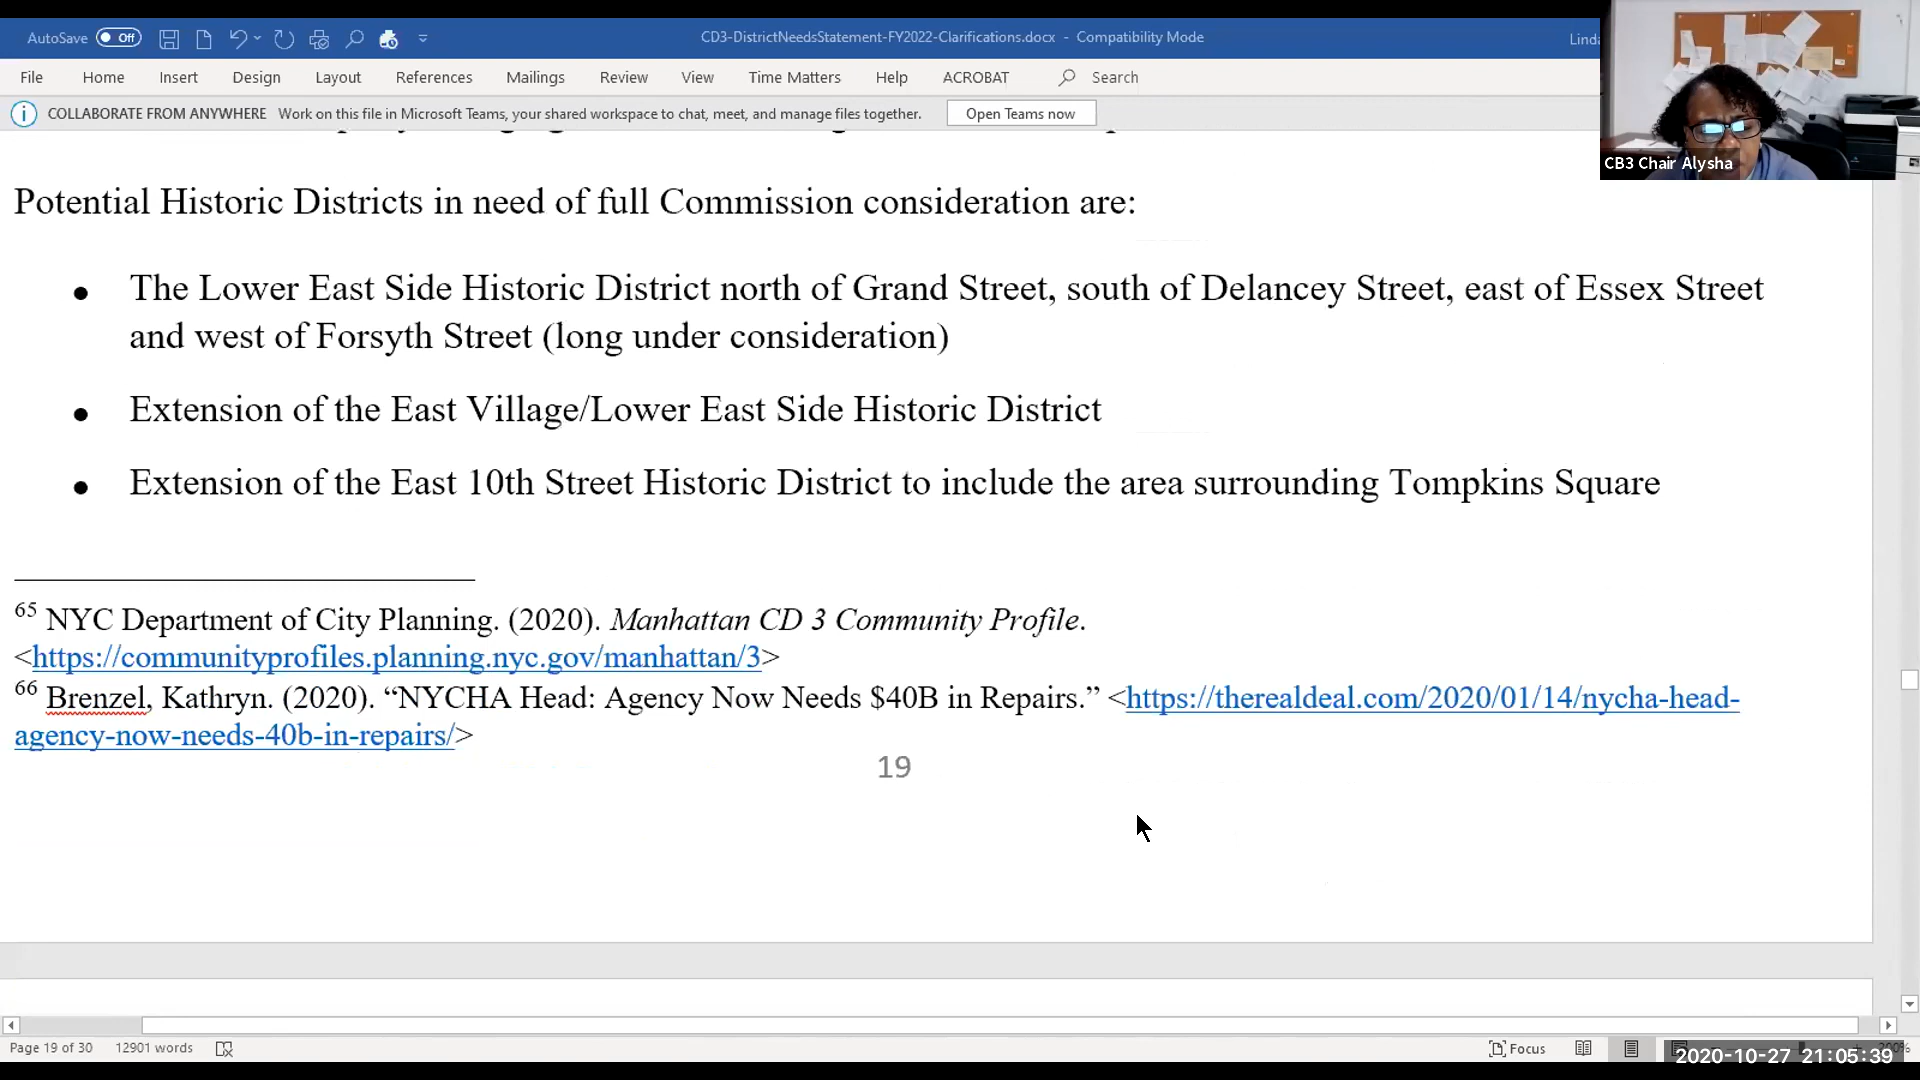 AutoSave Off CD3-DistrictNeedsStatement-FY2022-Clarifications.docx - Compatibility Mode Linda
File Home Insert Design Layout References Mailings Review View Time Matters Help ACROBAT Search
COLLABORATE FROM ANYWHERE Work on this file in Microsoft Teams, your shared workspace to chat, meet, and manage files together. Open Teams now
CB3 Chair Alysha
Potential Historic Districts in need of full Commission consideration are:
● The Lower East Side Historic District north of Grand Street, south of Delancey Street, east of Essex Street
and west of Forsyth Street (long under consideration)
● Extension of the East Village/Lower East Side Historic District
● Extension of the East 10th Street Historic District to include the area surrounding Tompkins Square
65 NYC Department of City Planning. (2020). Manhattan CD 3 Community Profile.
<https://communityprofiles.planning.nyc.gov/manhattan/3>
66 Brenzel, Kathryn. (2020). “NYCHA Head: Agency Now Needs $40B in Repairs.” <https://therealdeal.com/2020/01/14/nycha-head-
agency-now-needs-40b-in-repairs/>
19
Page 19 of 30 12901 words Focus
2020-10-27 21:05:39